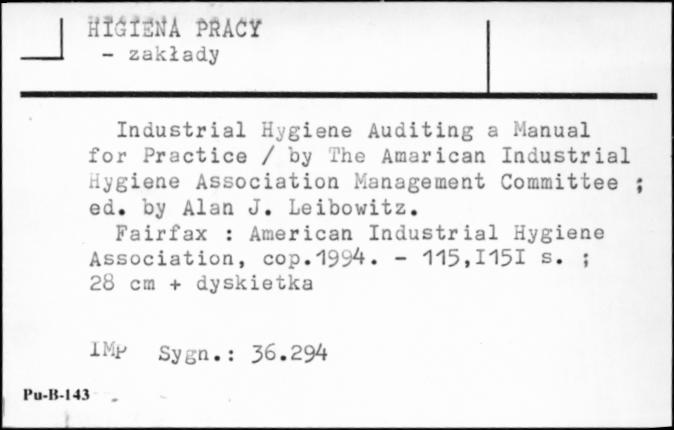 HIGIENA PRACY
- zakłady
Industrial Hygiene Auditing a Manual
for Practice / by The Amarican Industrial
Hygiene Association Management Committee ;
ed. by Alan J. Leibowitz.
Fairfax : American Industrial Hygiene
Association, cop.1994. - 115,I15I s. ;
28 cm + dyskietka
IMP Sygn.: 36.294
Pu-B-143